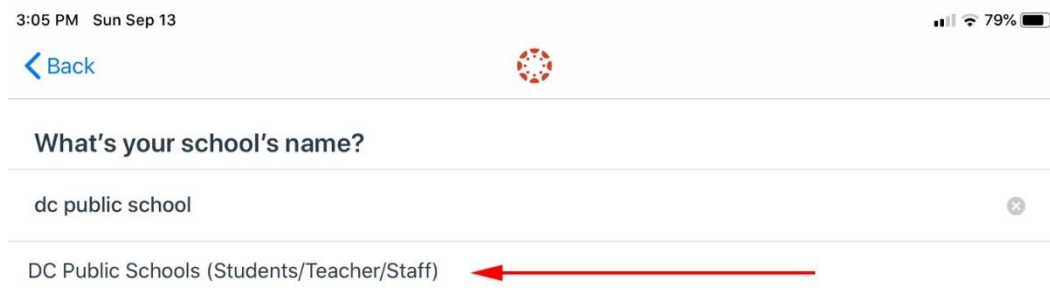 3:05 PM Sun Sep 13 79%
Back
What's your school's name?
dc public school
DC Public Schools (Students/Teacher/Staff)